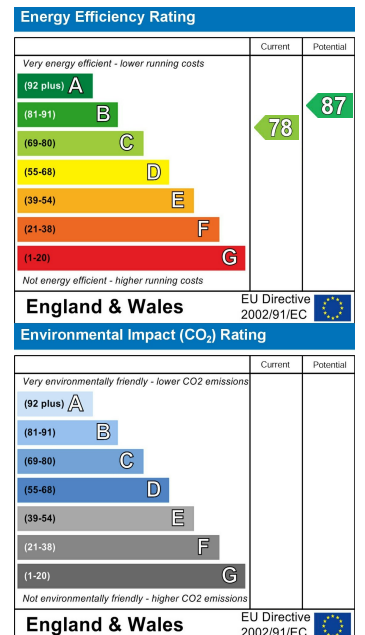 Energy Efficiency Rating
Current Potential
Very energy efficient - lower running costs
(92 plus) A
(81-91) B
(69-80) C
(55-68) D
(39-54) E
(21-38) F
(1-20) G
78
87
Not energy efficient - higher running costs
England & Wales
EU Directive
2002/91/EC
Environmental Impact (CO₂) Rating
Current Potential
Very environmentally friendly - lower CO2 emissions
(92 plus) A
(81-91) B
(69-80) C
(55-68) D
(39-54) E
(21-38) F
(1-20) G
Not environmentally friendly - higher CO2 emissions
England & Wales
EU Directive
2002/91/EC